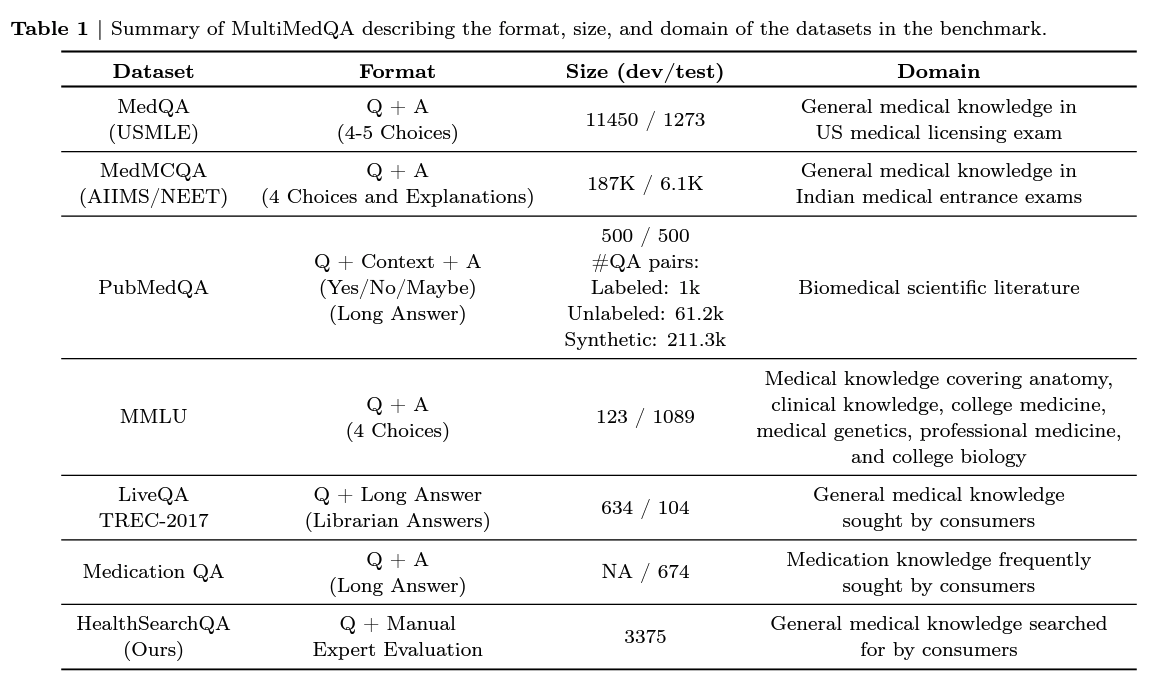 Table 1 | Summary of MultiMedQA describing the format, size, and domain of the datasets in the benchmark.
Dataset Format Size (dev/test) Domain
MedQA
(USMLE)
Q + A
(4-5 Choices)
11450 / 1273
General medical knowledge in
US medical licensing exam
MedMCQA
(AIIMS/NEET)
Q + A
(4 Choices and Explanations)
187K / 6.1K
General medical knowledge in
Indian medical entrance exams
PubMedQA
Q + Context + A
(Yes/No/Maybe)
(Long Answer)
500 / 500
#QA pairs:
Labeled: 1k
Unlabeled: 61.2k
Synthetic: 211.3k
Biomedical scientific literature
MMLU
Q + A
(4 Choices)
123 / 1089
Medical knowledge covering anatomy,
clinical knowledge, college medicine,
medical genetics, professional medicine,
and college biology
LiveQA
TREC-2017
Q + Long Answer
(Librarian Answers)
634 / 104
General medical knowledge
sought by consumers
Medication QA
Q + A
(Long Answer)
NA / 674
Medication knowledge frequently
sought by consumers
HealthSearchQA
(Ours)
Q + Manual
Expert Evaluation
3375
General medical knowledge searched
for by consumers